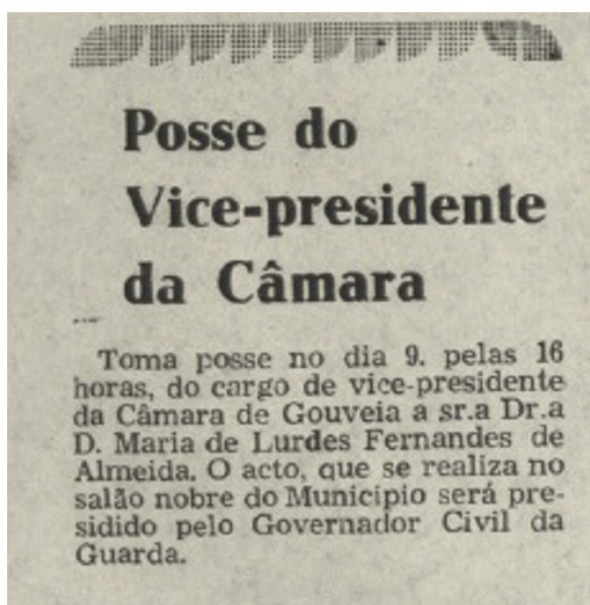 Posse do
Vice-presidente
da Câmara
Toma posse no dia 9. pelas 16
horas, do cargo de vice-presidente
da Câmara de Gouveia a sr.a Dr.a
D. Maria de Lurdes Fernandes de
Almeida. O acto, que se realiza no
salão nobre do Municipio será pre-
sidido pelo Governador Civil da
Guarda.